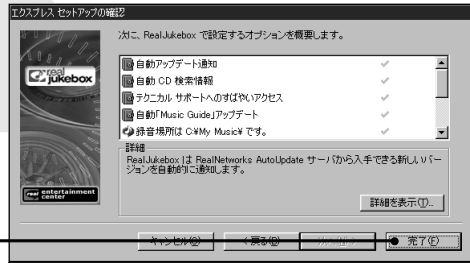 エクスプレス セットアップの確認
次に、RealJukebox で設定するオプションを概要します。
real jukebox
自動アップデート通知
自動 CD 検索情報
テクニカル サポートへのすばやいアクセス
自動「Music Guide」アップデート
録音場所は C:¥My Music¥ です。
詳細
RealJukebox は RealNetworks AutoUpdate サーバから入手できる新しいバー
ジョンを自動的に通知します。
real entertainment
center
詳細を表示(T)...
キャンセル(C)
< 戻る(B)
完了(F)